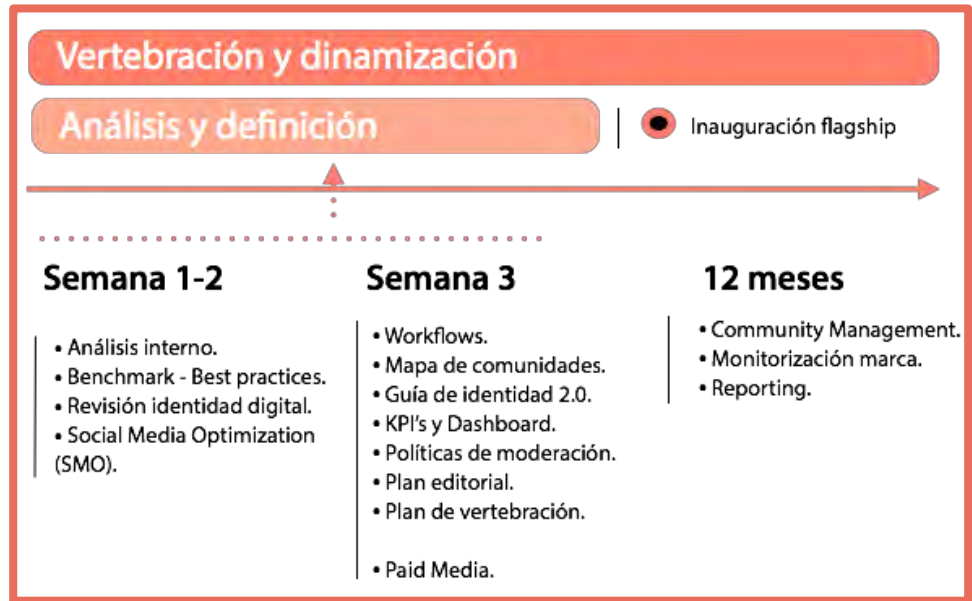 Vertebración y dinamización
Análisis y definición
Inauguración flagship
Semana 1-2
• Análisis interno.
• Benchmark - Best practices.
• Revisión identidad digital.
• Social Media Optimization
(SMO).
Semana 3
• Workflows.
• Mapa de comunidades.
• Guía de identidad 2.0.
• KPI's y Dashboard.
• Políticas de moderación.
• Plan editorial.
• Plan de vertebración.
• Paid Media.
12 meses
• Community Management.
• Monitorización marca.
• Reporting.